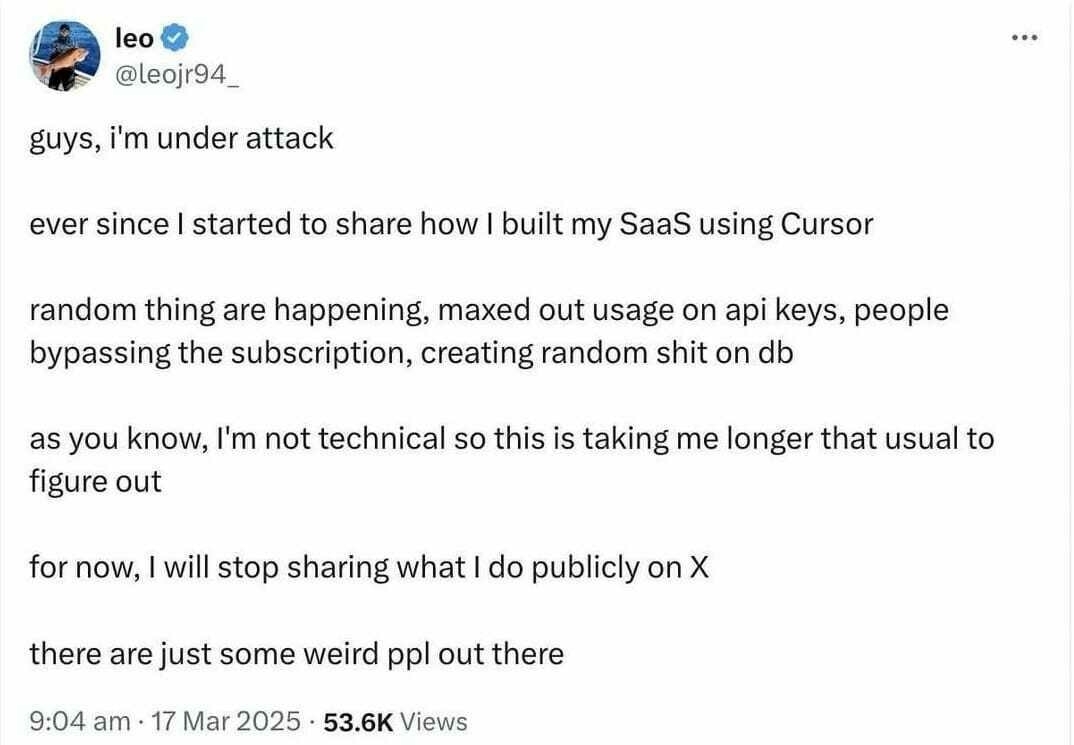 leo
@leojr94_
guys, i'm under attack
ever since I started to share how I built my SaaS using Cursor
random thing are happening, maxed out usage on api keys, people
bypassing the subscription, creating random shit on db
as you know, I'm not technical so this is taking me longer that usual to
figure out
for now, I will stop sharing what I do publicly on X
there are just some weird ppl out there
9:04 am · 17 Mar 2025 · 53.6K Views